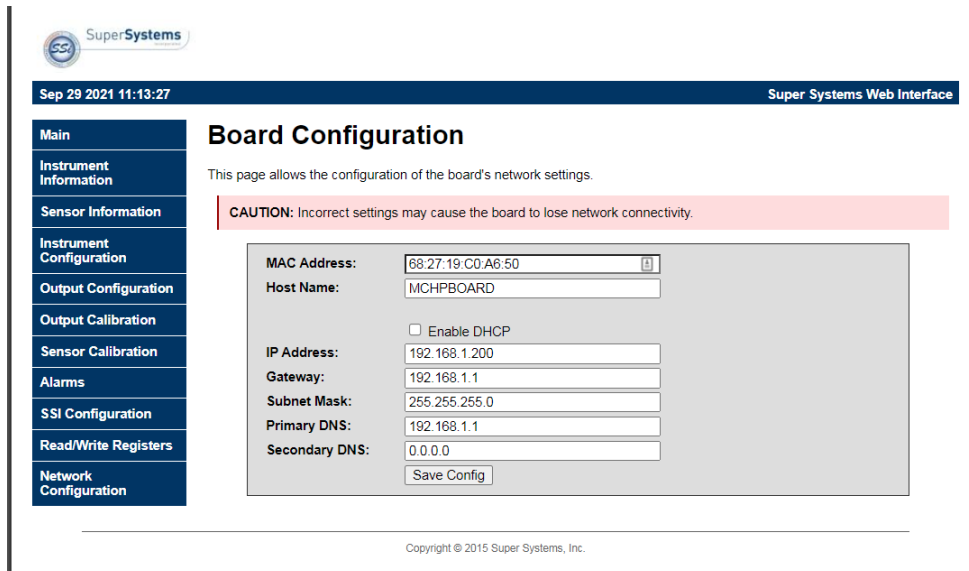 SSi
SuperSystems
Sep 29 2021 11:13:27
Super Systems Web Interface
Main
Instrument
Information
Sensor Information
Instrument
Configuration
Output Configuration
Output Calibration
Sensor Calibration
Alarms
SSI Configuration
Read/Write Registers
Network
Configuration
Board Configuration
This page allows the configuration of the board's network settings.
CAUTION: Incorrect settings may cause the board to lose network connectivity.
MAC Address: 68:27:19:C0:A6:50
Host Name: MCHPBOARD
Enable DHCP
IP Address: 192.168.1.200
Gateway: 192.168.1.1
Subnet Mask: 255.255.255.0
Primary DNS: 192.168.1.1
Secondary DNS: 0.0.0.0
Save Config
Copyright © 2015 Super Systems, Inc.